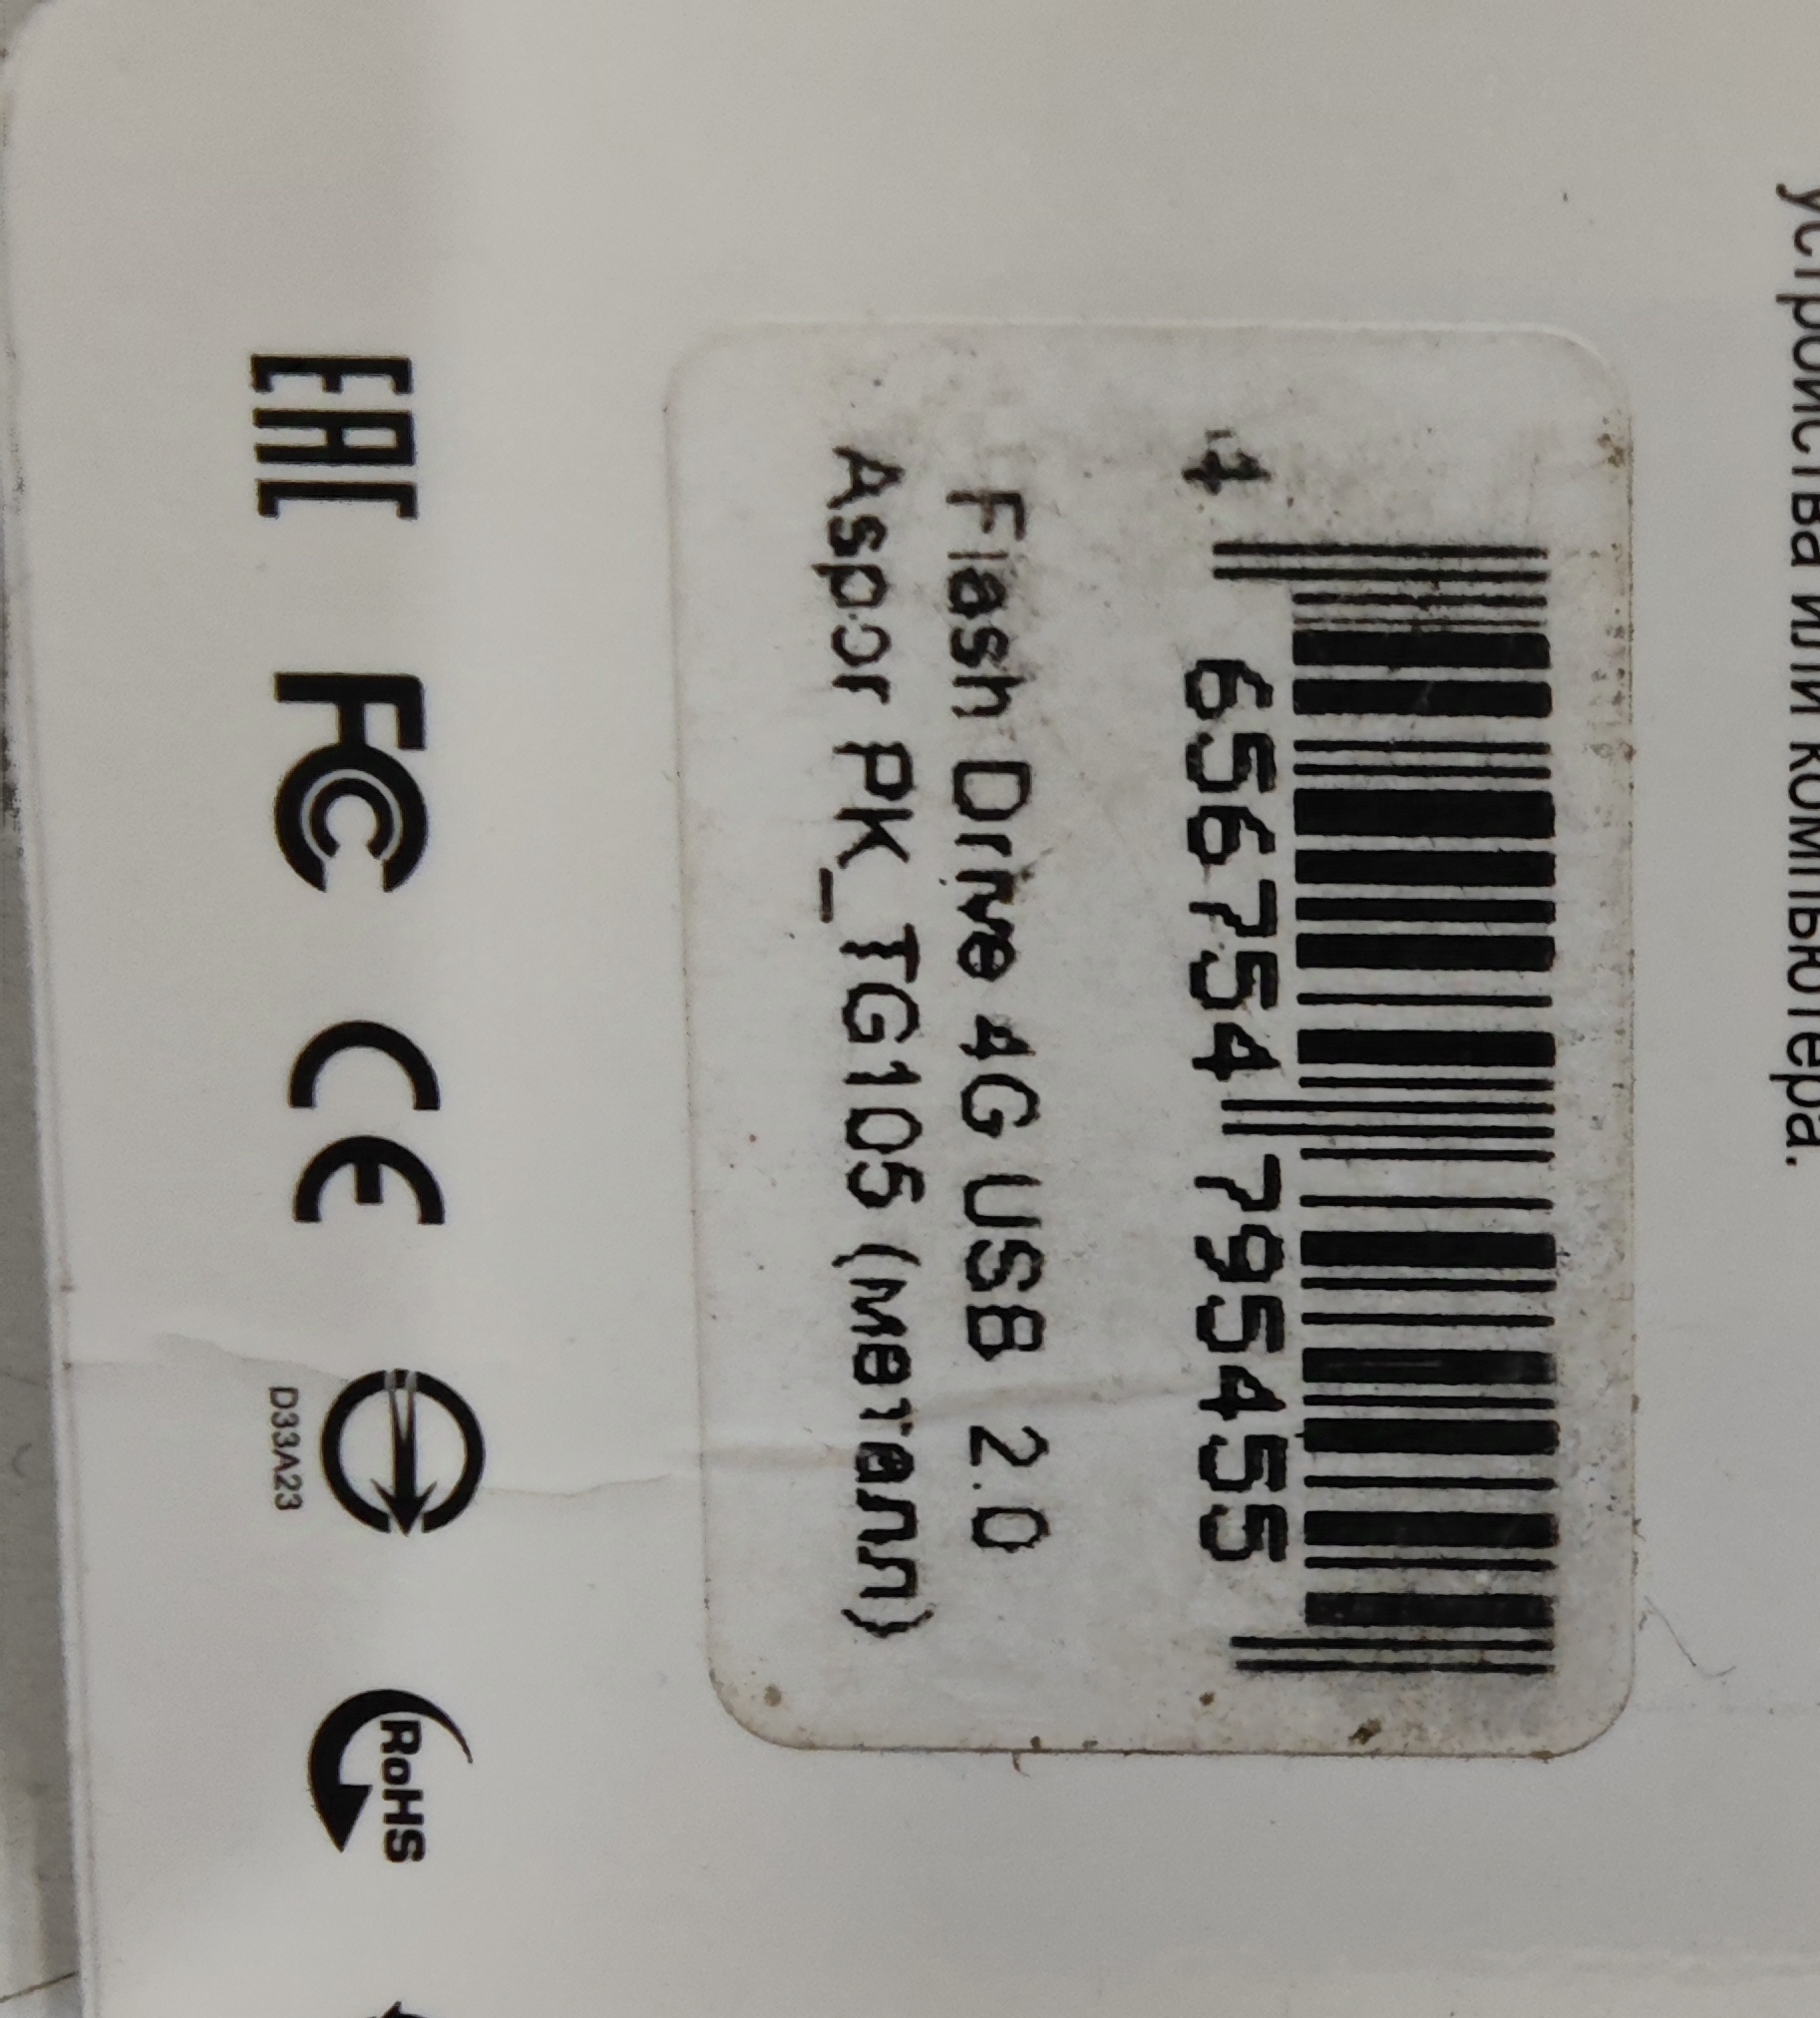 устройства или компьютера.
4 656754 795455
Flash Drive 4G USB 2.0
Aspor PK_TG105 (металл)
EAC FC CE D33A23 RoHS